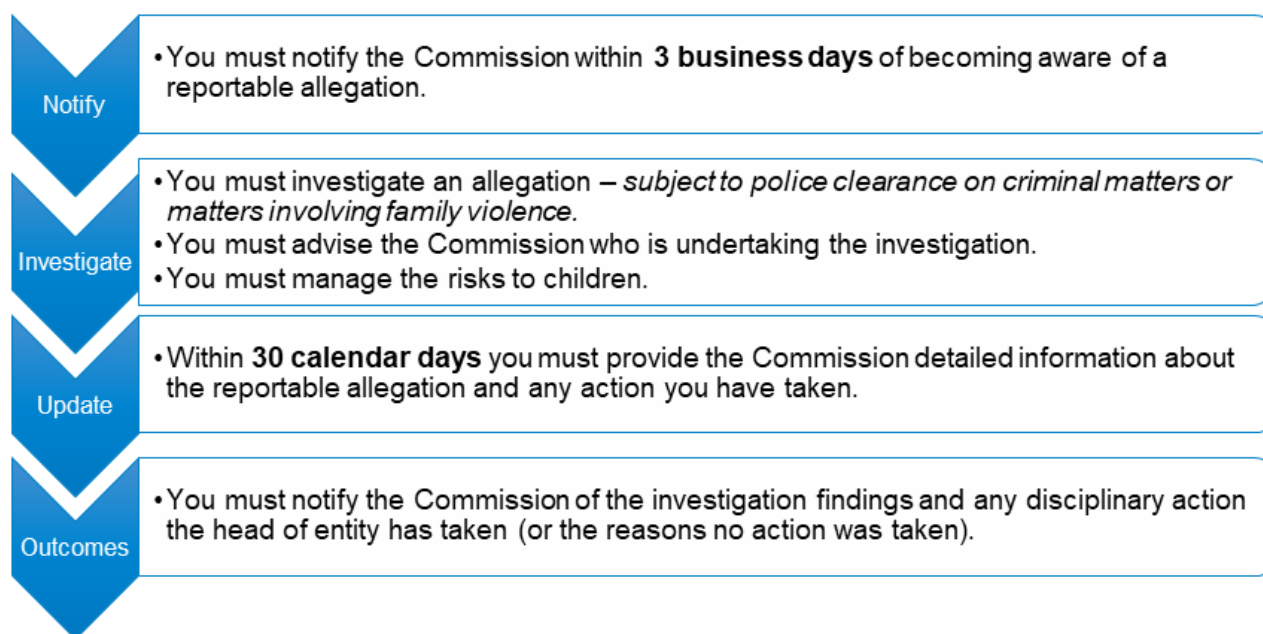 Notify
•You must notify the Commission within 3 business days of becoming aware of a
reportable allegation.
Investigate
•You must investigate an allegation – subject to police clearance on criminal matters or
matters involving family violence.
•You must advise the Commission who is undertaking the investigation.
•You must manage the risks to children.
Update
•Within 30 calendar days you must provide the Commission detailed information about
the reportable allegation and any action you have taken.
Outcomes
•You must notify the Commission of the investigation findings and any disciplinary action
the head of entity has taken (or the reasons no action was taken).